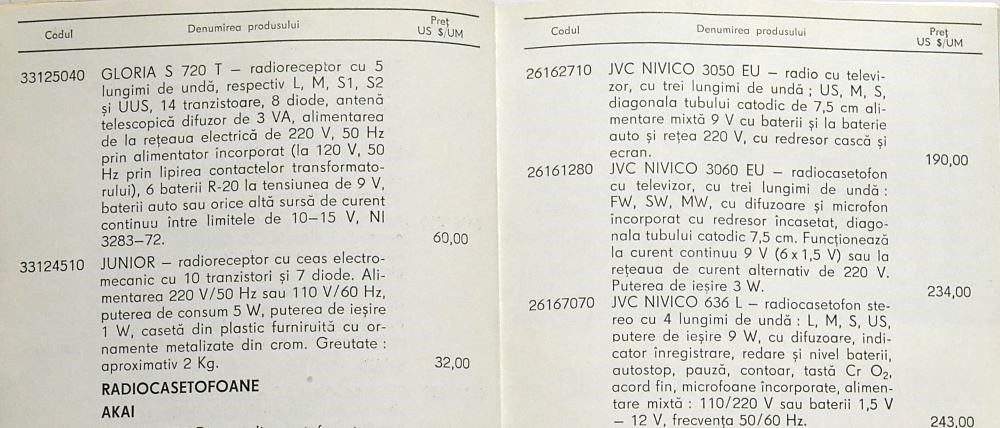 Codul Denumirea produsului Preț
US $/UM
33125040 GLORIA S 720 T – radioreceptor cu 5
lungimi de undă, respectiv L, M, S1, S2
și UUS, 14 tranzistoare, 8 diode, antenă
telescopică difuzor de 3 VA, alimentarea
de la rețeaua electrică de 220 V, 50 Hz
prin alimentator incorporat (la 120 V, 50
Hz prin lipirea contactelor transformato-
rului), 6 baterii R-20 la tensiunea de 9 V,
baterii auto sau orice altă sursă de curent
continuu între limitele de 10–15 V, NI
3283–72. 60,00
33124510 JUNIOR – radioreceptor cu ceas electro-
mecanic cu 10 tranzistori și 7 diode. Ali-
mentarea 220 V/50 Hz sau 110 V/60 Hz,
puterea de consum 5 W, puterea de ieșire
1 W, casetă din plastic furniruită cu or-
namente metalizate din crom. Greutate :
aproximativ 2 Kg. 32,00
RADIOCASETOFOANE
AKAI
Codul Denumirea produsului Preț
US $/UM
26162710 JVC NIVICO 3050 EU – radio cu televi-
zor, cu trei lungimi de undă ; US, M, S,
diagonala tubului catodic de 7,5 cm ali-
mentare mixtă 9 V cu baterii și la baterie
auto și rețea 220 V, cu redresor cască și
ecran. 190,00
26161280 JVC NIVICO 3060 EU – radiocasetofon
cu televizor, cu trei lungimi de undă :
FW, SW, MW, cu difuzoare și microfon
incorporat cu redresor încasetat, diago-
nala tubului catodic 7,5 cm. Funcționează
la curent continuu 9 V (6 x 1,5 V) sau la
rețeaua de curent alternativ de 220 V.
Puterea de ieșire 3 W. 234,00
26167070 JVC NIVICO 636 L – radiocasetofon ste-
reo cu 4 lungimi de undă : L, M, S, US,
putere de ieșire 9 W, cu difuzoare, indi-
cator înregistrare, redare și nivel baterii,
autostop, pauză, contoar, tastă Cr O2,
acord fin, microfoane încorporate, alimen-
tare mixtă : 110/220 V sau baterii 1,5 V
– 12 V, frecvența 50/60 Hz. 243,00